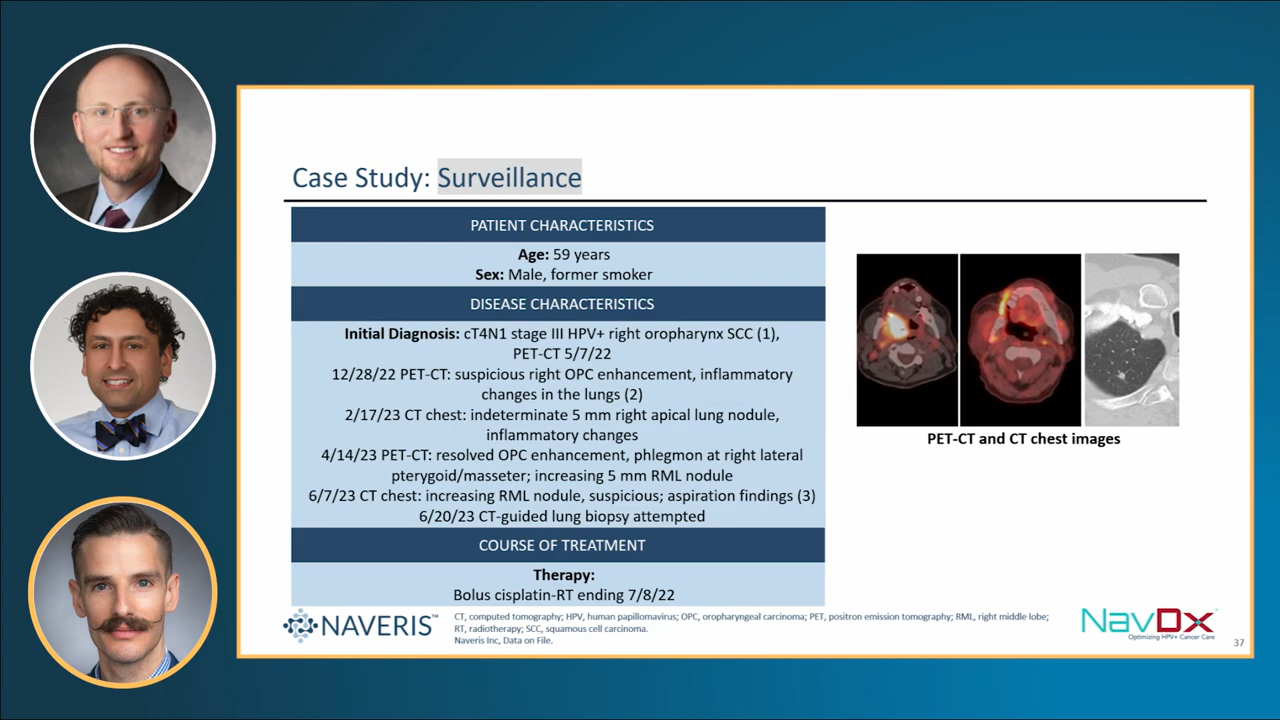 Case Study: Surveillance
PATIENT CHARACTERISTICS
Age: 59 years
Sex: Male, former smoker
DISEASE CHARACTERISTICS
Initial Diagnosis: cT4N1 stage III HPV+ right oropharynx SCC (1),
PET-CT 5/7/22
12/28/22 PET-CT: suspicious right OPC enhancement, inflammatory
changes in the lungs (2)
2/17/23 CT chest: indeterminate 5 mm right apical lung nodule,
inflammatory changes
4/14/23 PET-CT: resolved OPC enhancement, phlegmon at right lateral
pterygoid/masseter; increasing 5 mm RML nodule
6/7/23 CT chest: increasing RML nodule, suspicious; aspiration findings (3)
6/20/23 CT-guided lung biopsy attempted
COURSE OF TREATMENT
Therapy:
Bolus cisplatin-RT ending 7/8/22
PET-CT and CT chest images
NAVERIS™
CT, computed tomography; HPV, human papillomavirus; OPC, oropharyngeal carcinoma; PET, positron emission tomography; RML, right middle lobe;
RT, radiotherapy; SCC, squamous cell carcinoma.
Naveris Inc, Data on File.
NavDx
Optimizing HPV+ Cancer Care
37